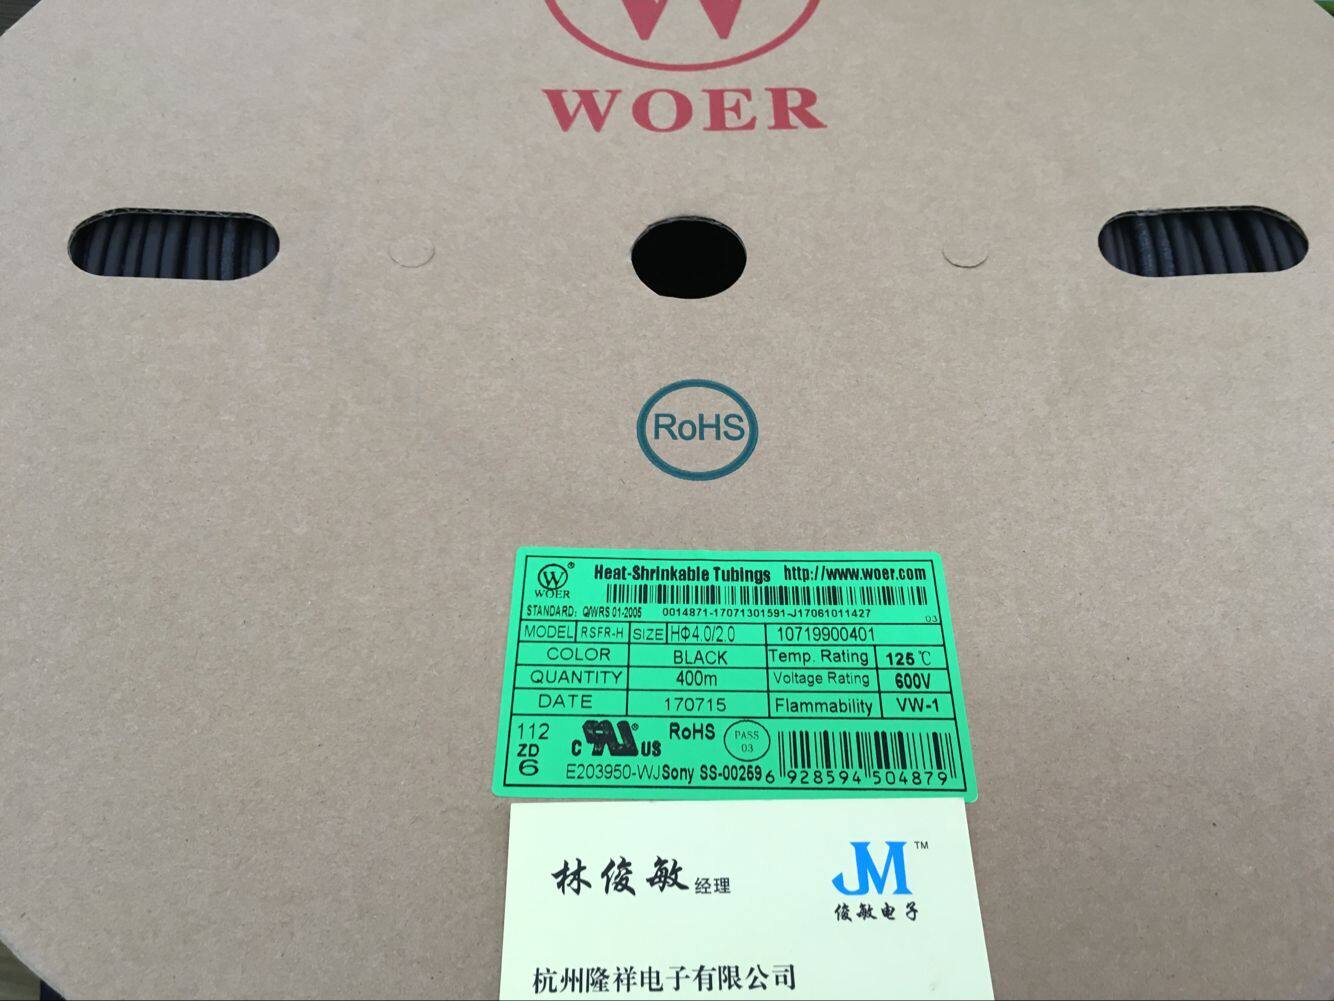 W
WOER
RoHS
W ®
WOER
Heat-Shrinkable Tubings http://www.woer.com
STANDARD: Q/WRS 01-2005 0014871-17071301591-J17061011427 03
MODEL RSFR-H SIZE HΦ4.0/2.0 10719900401
COLOR BLACK Temp. Rating 125℃
QUANTITY 400m Voltage Rating 600V
DATE 170715 Flammability VW-1
112
ZD
6
c RU ® US RoHS PASS 03
E203950-WJ Sony SS-00259 6 928594 504879
林俊敏 经理
JM ™
俊敏电子
杭州隆祥电子有限公司